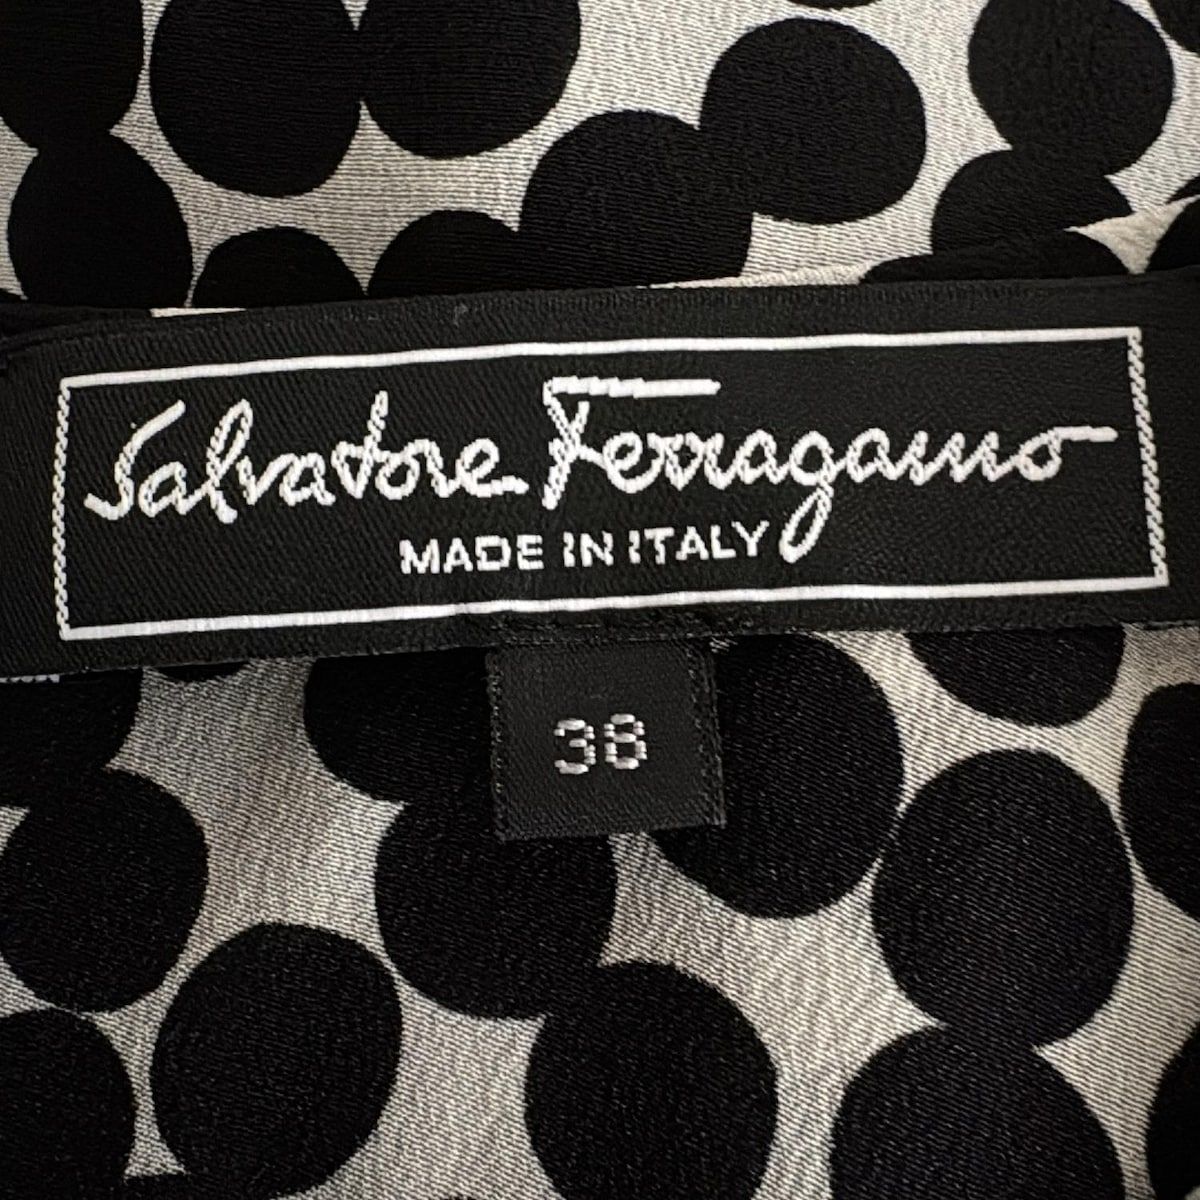 Salvatore Ferragamo
MADE IN ITALY
38